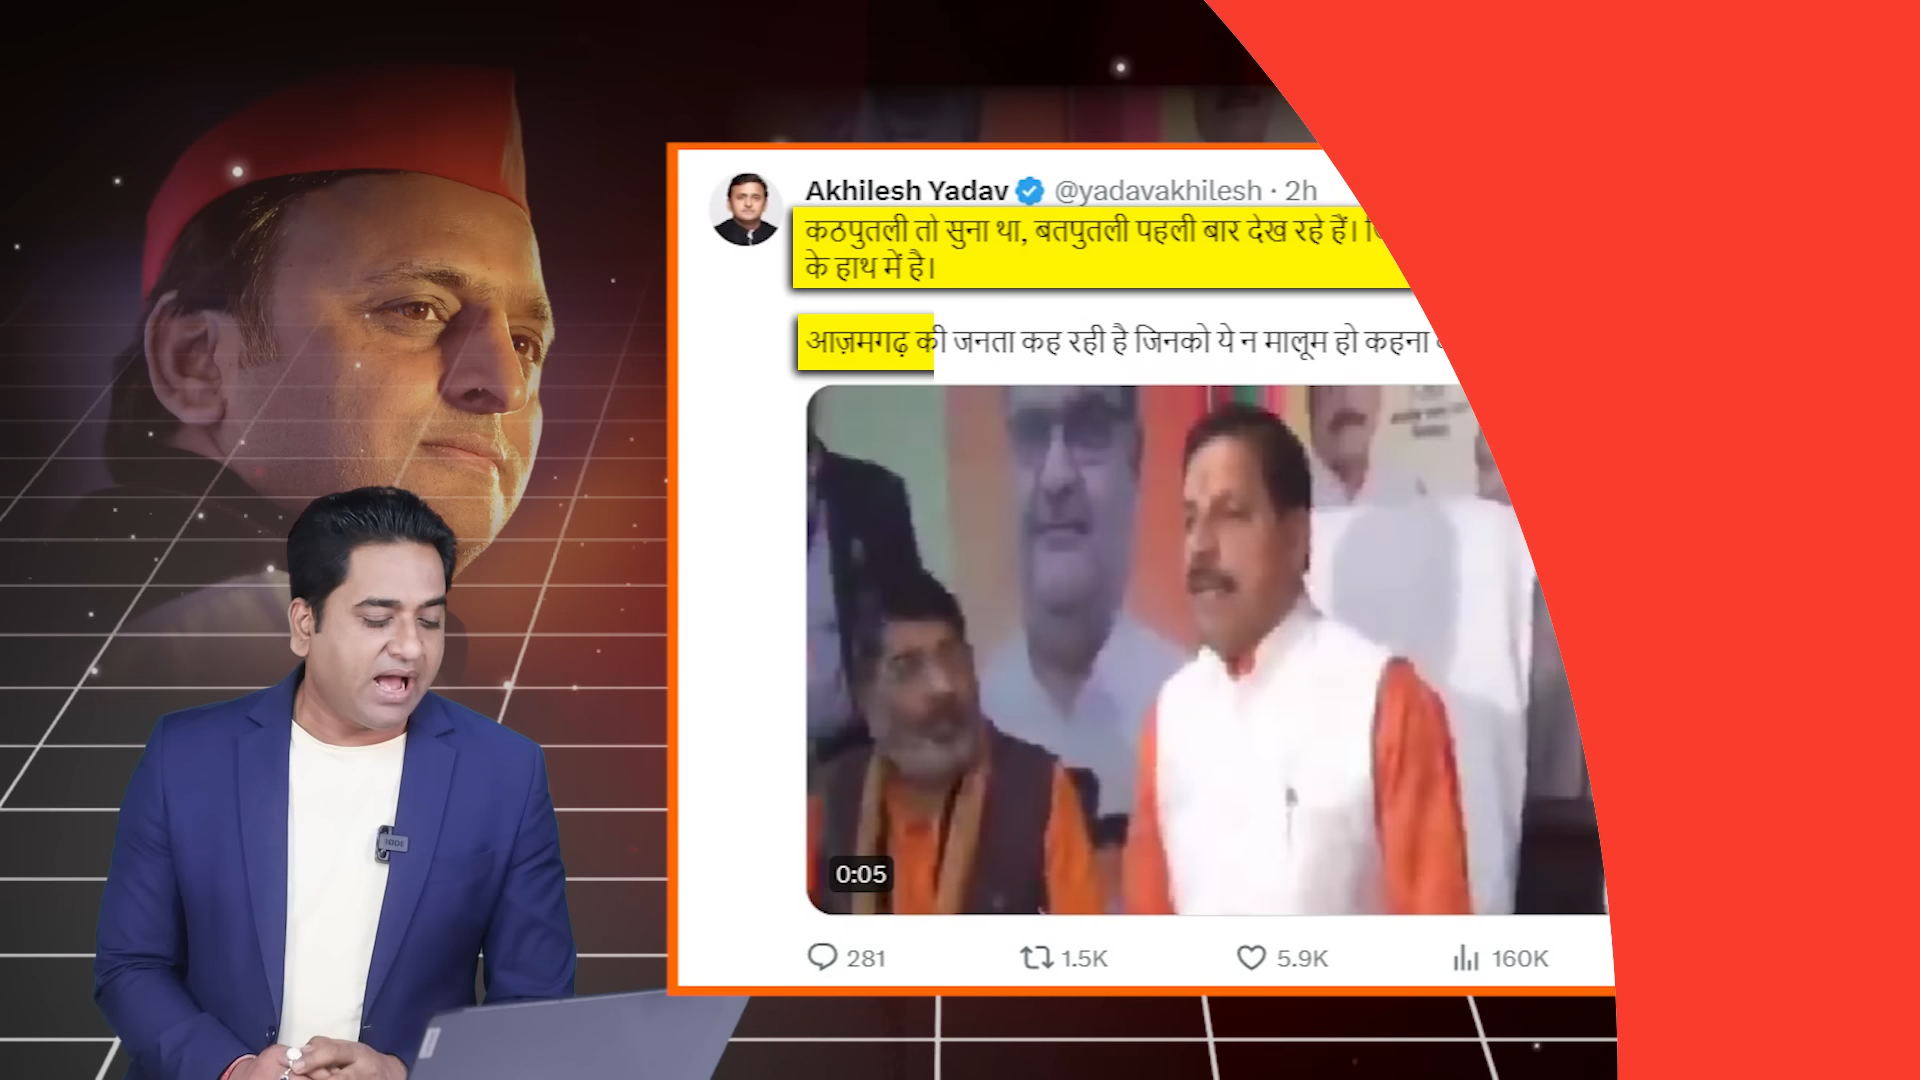 Akhilesh Yadav @yadavakhilesh · 2h
कठपुतली तो सुना था, बतपुतली पहली बार देख रहे हैं।
के हाथ में है।
आज़मगढ़ की जनता कह रही है जिनको ये न मालूम हो कहना
0:05
281 1.5K 5.9K 160K